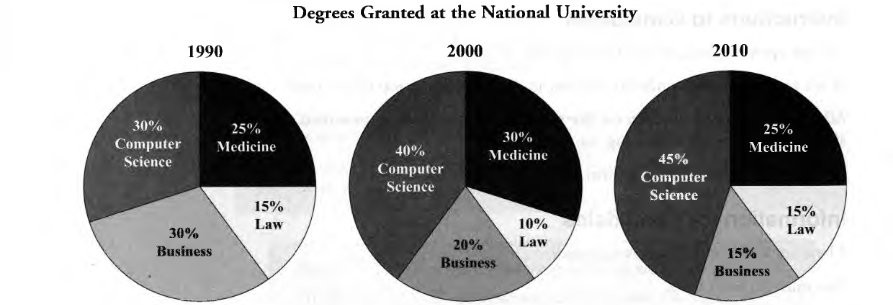 Degrees Granted at the National University
1990
30%
Computer
Science
25%
Medicine
15%
Law
30%
Business
2000
40%
Computer
Science
30%
Medicine
10%
Law
20%
Business
2010
45%
Computer
Science
25%
Medicine
15%
Law
15%
Business